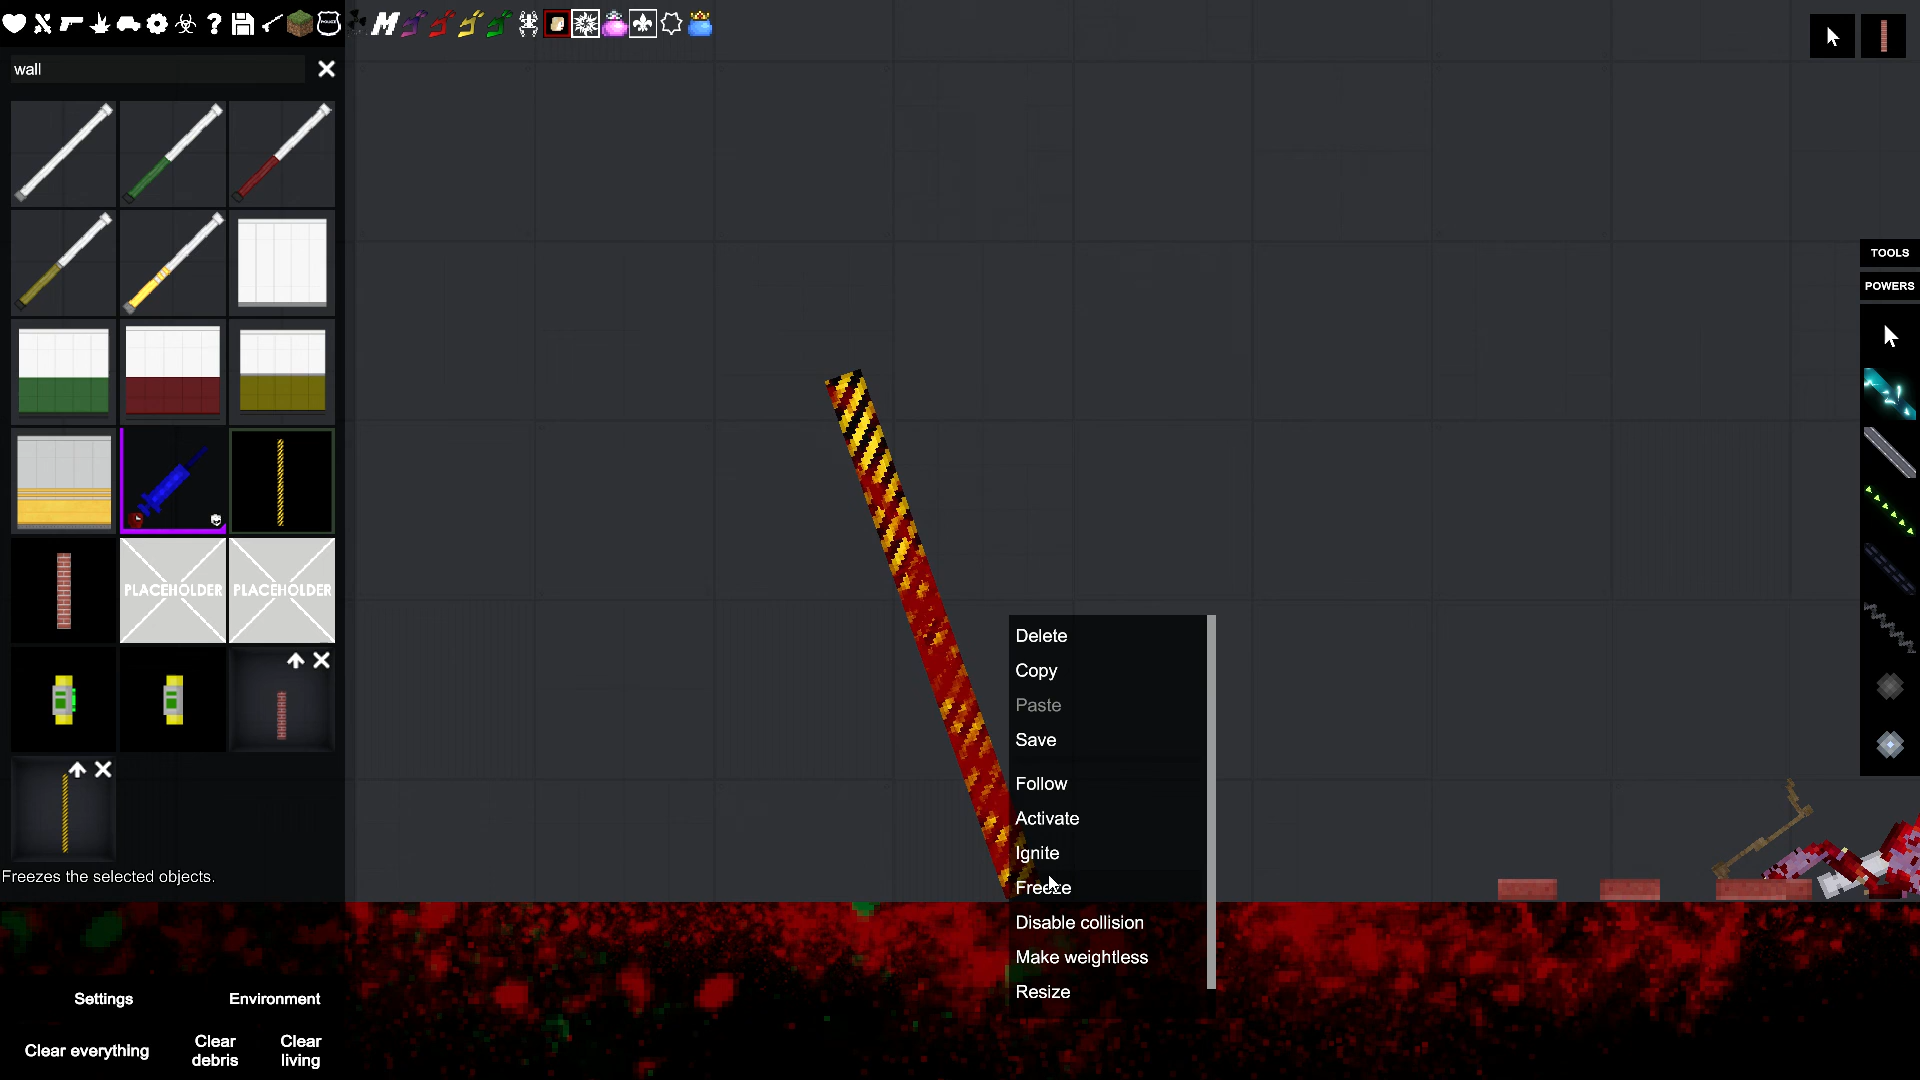 wall
PLACEHOLDER PLACEHOLDER
Freezes the selected objects.
Settings
Environment
Clear everything
Clear
debris
Clear
living
Delete
Copy
Paste
Save
Follow
Activate
Ignite
Freeze
Disable collision
Make weightless
Resize
TOOLS
POWERS